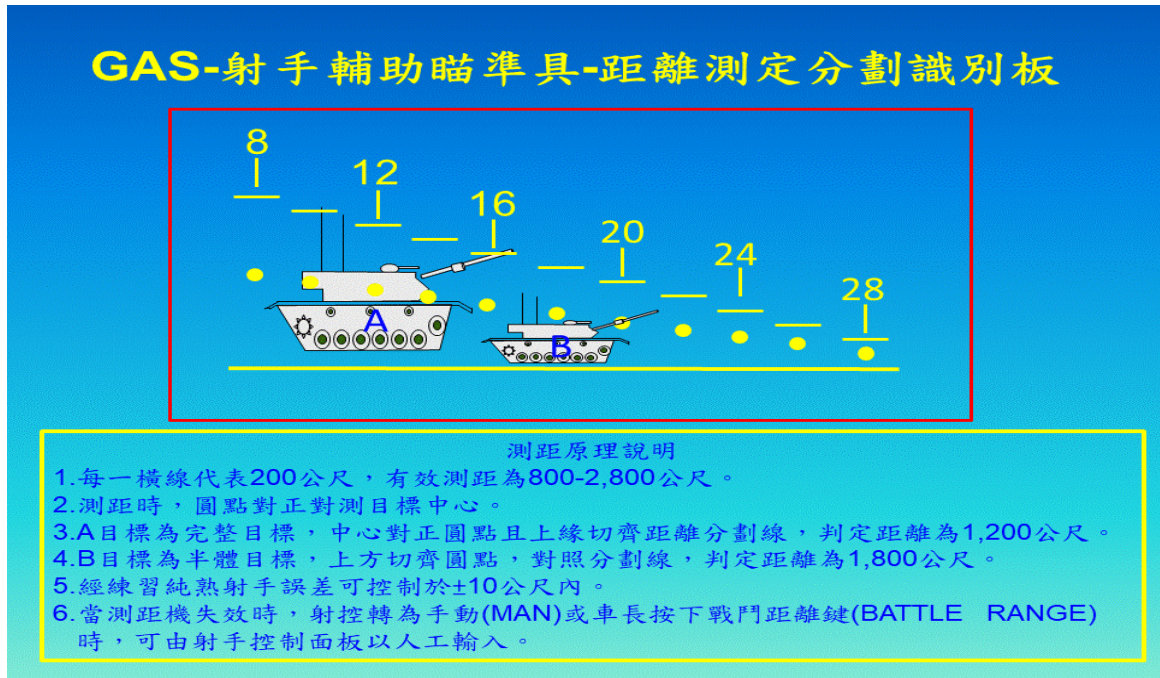 GAS-射手輔助瞄準具-距離測定分劃識別板
8
12
16
20
24
28
A
B
測距原理說明
1.每一橫線代表200公尺，有效測距為800-2,800公尺。
2.測距時，圓點對正對測目標中心。
3.A目標為完整目標，中心對正圓點且上緣切齊距離分劃線，判定距離為1,200公尺。
4.B目標為半體目標，上方切齊圓點，對照分劃線，判定距離為1,800公尺。
5.經練習純熟射手誤差可控制於±10公尺內。
6.當測距機失效時，射控轉為手動(MAN)或車長按下戰鬥距離鍵(BATTLE RANGE)
時，可由射手控制面板以人工輸入。